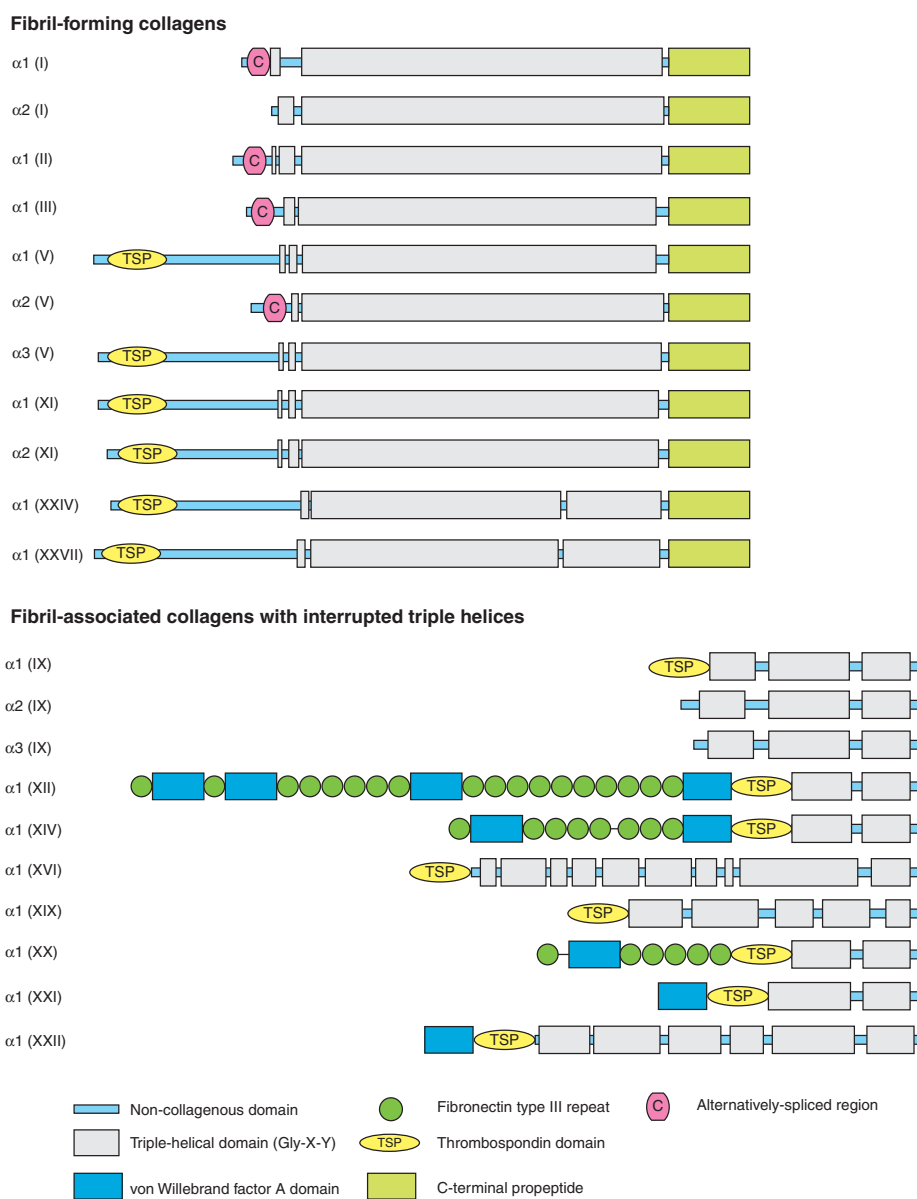 Fibril-forming collagens
α1 (I)
C
α2 (I)
α1 (II)
C
α1 (III)
C
α1 (V)
TSP
α2 (V)
C
α3 (V)
TSP
α1 (XI)
TSP
α2 (XI)
TSP
α1 (XXIV)
TSP
α1 (XXVII)
TSP
Fibril-associated collagens with interrupted triple helices
α1 (IX)
TSP
α2 (IX)
α3 (IX)
α1 (XII)
TSP
α1 (XIV)
TSP
α1 (XVI)
TSP
α1 (XIX)
TSP
α1 (XX)
TSP
α1 (XXI)
TSP
α1 (XXII)
TSP
Non-collagenous domain
Fibronectin type III repeat
C Alternatively-spliced region
Triple-helical domain (Gly-X-Y)
TSP Thrombospondin domain
von Willebrand factor A domain
C-terminal propeptide